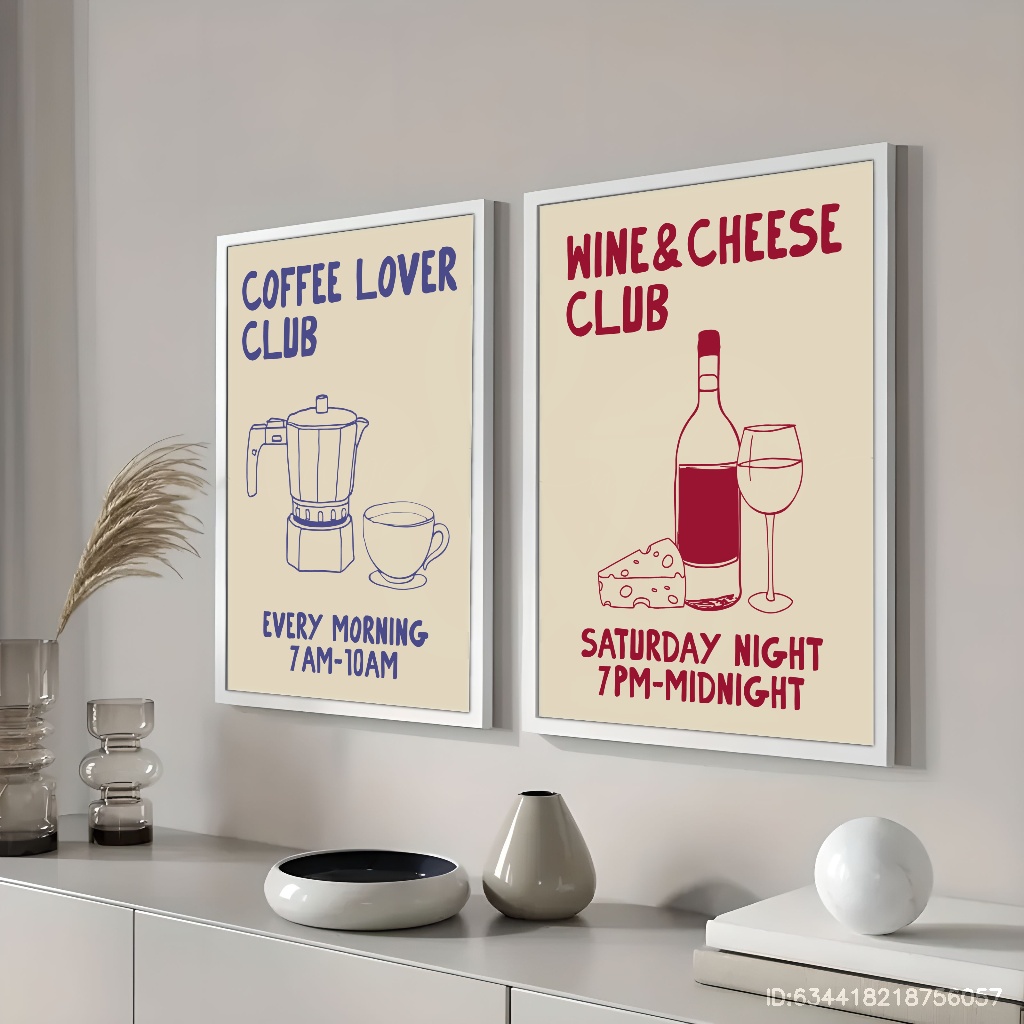 COFFEE LOVER
CLUB
EVERY MORNING
7AM-10AM
WINE&CHEESE
CLUB
SATURDAY NIGHT
7PM-MIDNIGHT
ID:634418218756057